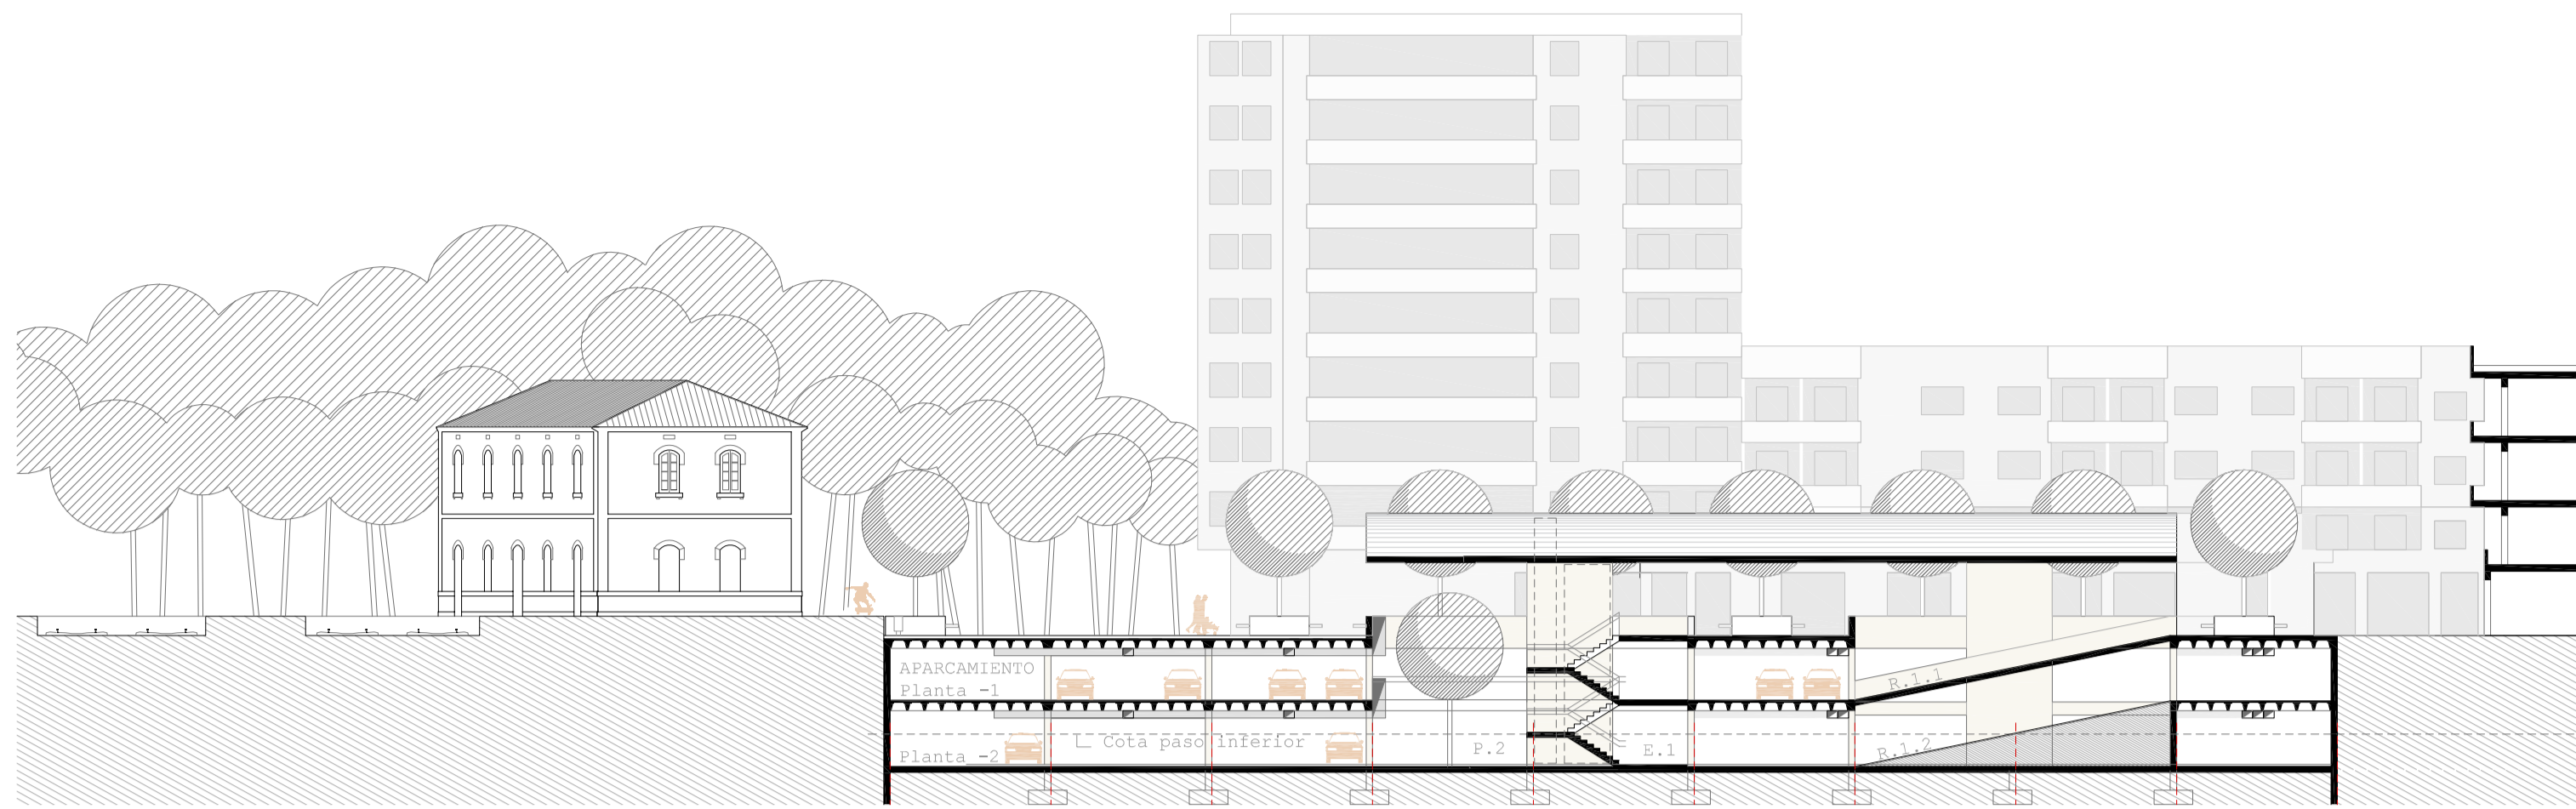 APARCAMIENTO
Planta -1
R.1.1
Cota paso inferior
P.2
E.1
R.1.2
Planta -2